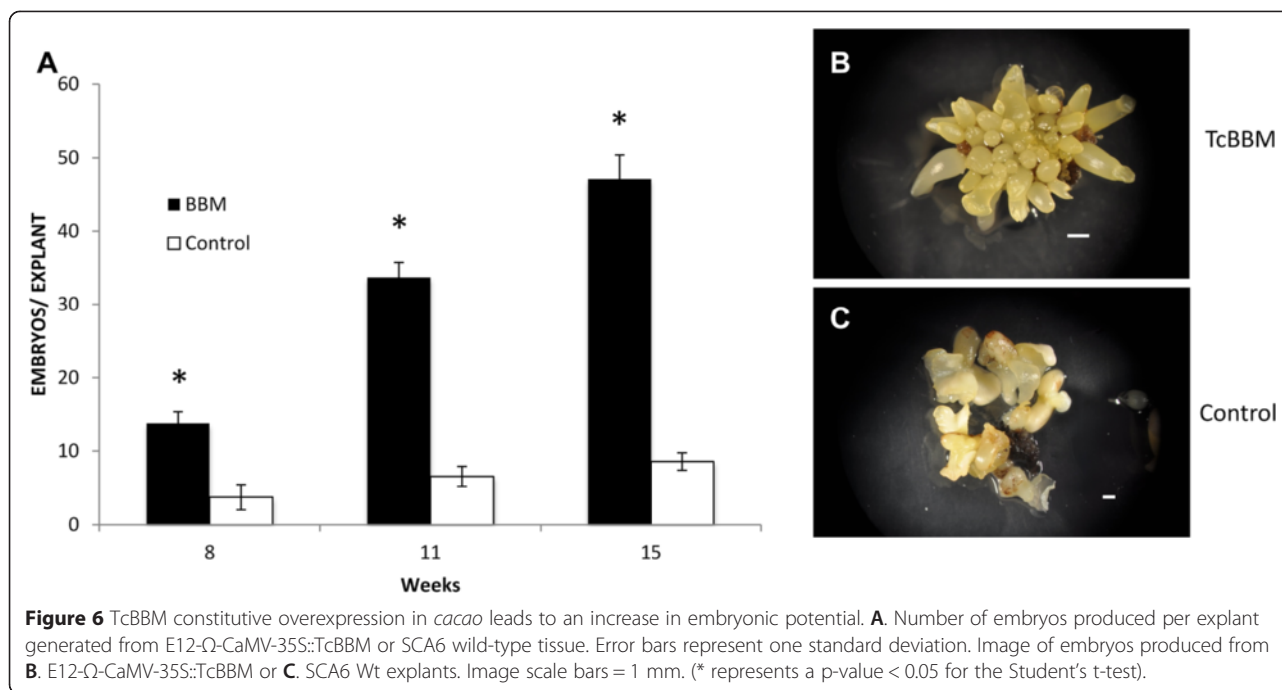 A
60
50
40
30
20
10
0
EMBRYOS/ EXPLANT
BBM
Control
*
*
*
8
11
15
Weeks
B
TcBBM
C
Control
Figure 6 TcBBM constitutive overexpression in cacao leads to an increase in embryonic potential. A. Number of embryos produced per explant
generated from E12-Ω-CaMV-35S::TcBBM or SCA6 wild-type tissue. Error bars represent one standard deviation. Image of embryos produced from
B. E12-Ω-CaMV-35S::TcBBM or C. SCA6 Wt explants. Image scale bars = 1 mm. (* represents a p-value < 0.05 for the Student's t-test).